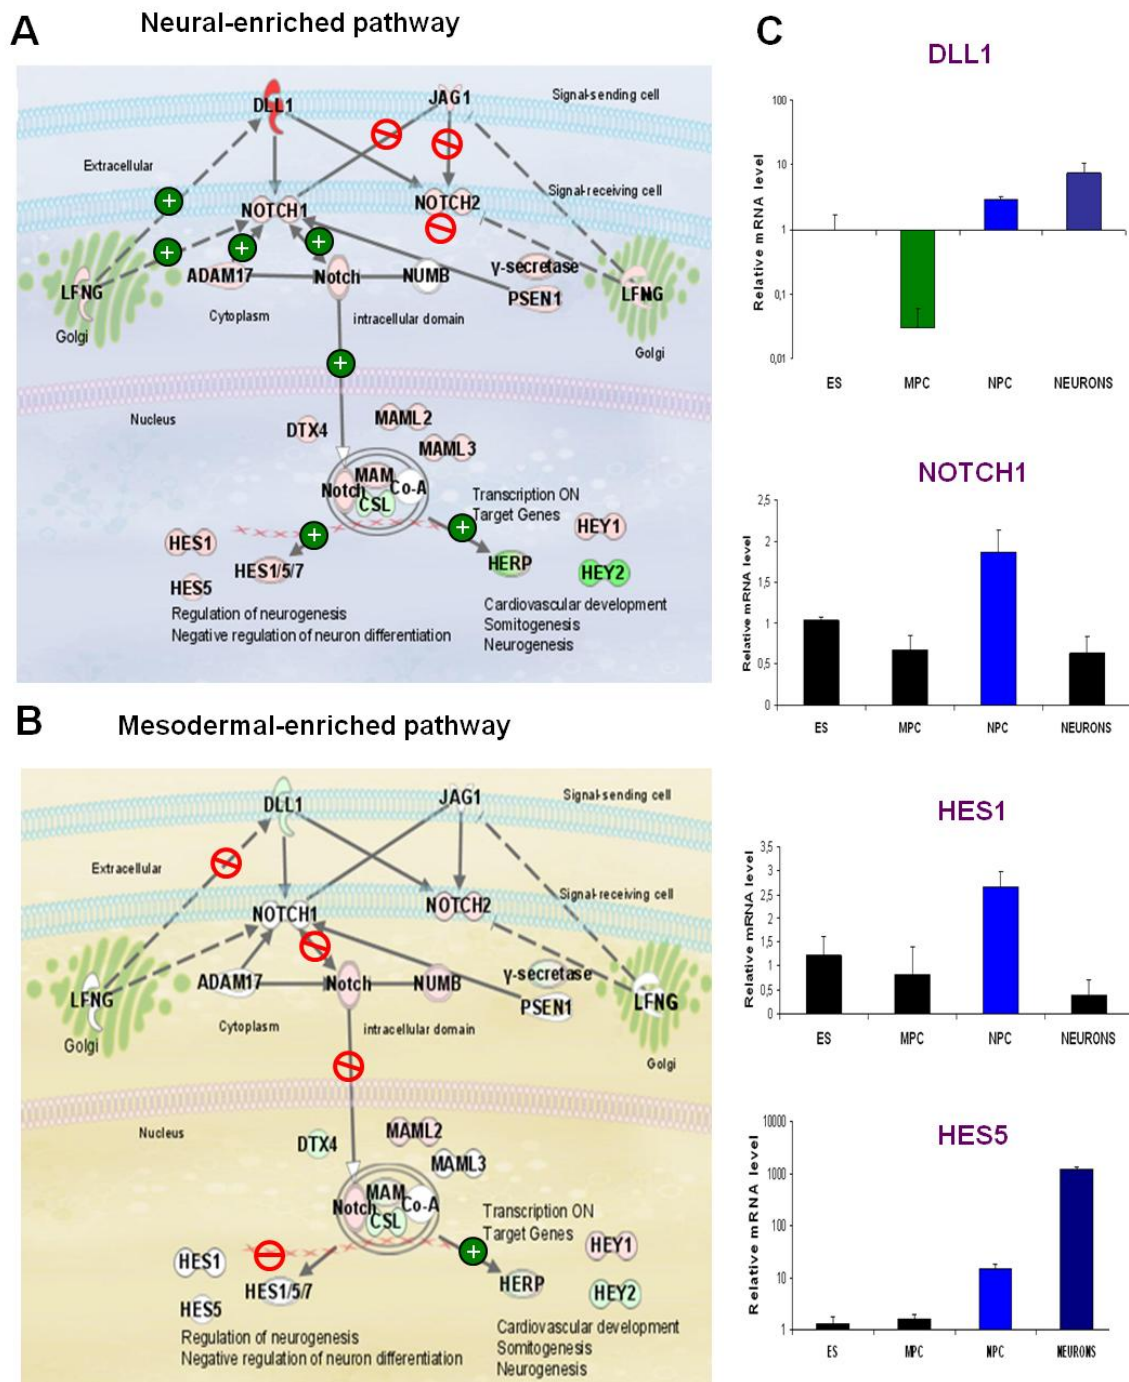 A
Neural-enriched pathway
DLL1
JAG1
Signal-sending cell
Extracellular
Signal-receiving cell
NOTCH1
NOTCH2
ADAM17
Notch
NUMB
γ-secretase
PSEN1
LFNG
LFNG
Cytoplasm
intracellular domain
Golgi
Golgi
Nucleus
DTX4
MAML2
MAML3
MAM
Notch
Co-A
CSL
Transcription ON
Target Genes
HES1
HES1/5/7
HES5
HERP
HEY1
HEY2
Regulation of neurogenesis
Negative regulation of neuron differentiation
Cardiovascular development
Somitogenesis
Neurogenesis
B
Mesodermal-enriched pathway
DLL1
JAG1
Signal-sending cell
Extracellular
Signal-receiving cell
NOTCH1
NOTCH2
ADAM17
Notch
NUMB
γ-secretase
PSEN1
LFNG
LFNG
Cytoplasm
intracellular domain
Golgi
Golgi
Nucleus
DTX4
MAML2
MAML3
MAM
Notch
Co-A
CSL
Transcription ON
Target Genes
HES1
HES1/5/7
HES5
HERP
HEY1
HEY2
Regulation of neurogenesis
Negative regulation of neuron differentiation
Cardiovascular development
Somitogenesis
Neurogenesis
C
DLL1
Relative mRNA level
100
10
1
0,1
0,01
ES MPC NPC NEURONS
NOTCH1
Relative mRNA level
2,5
2
1,5
1
0,5
0
ES MPC NPC NEURONS
HES1
Relative mRNA level
3,5
3
2,5
2
1,5
1
0,5
0
ES MPC NPC NEURONS
HES5
Relative mRNA level
10000
1000
100
10
1
ES MPC NPC NEURONS